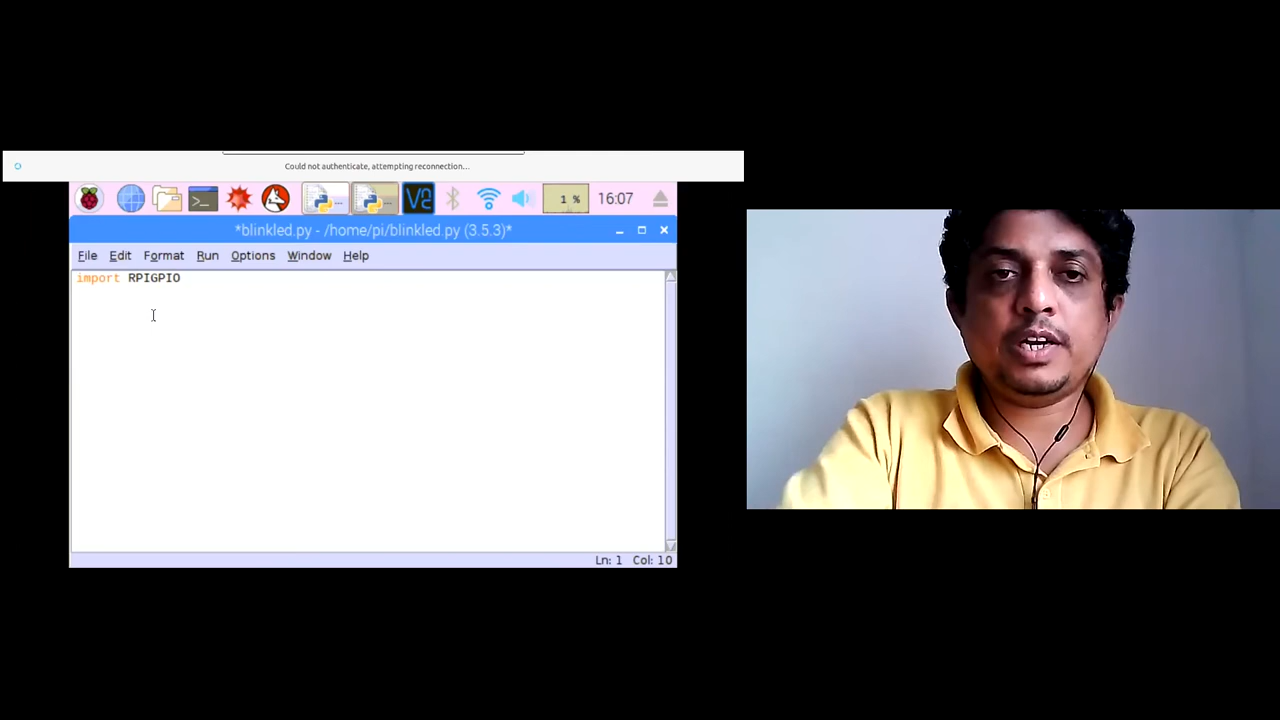 Could not authenticate, attempting reconnection...
1 % 16:07
*blinkled.py - /home/pi/blinkled.py (3.5.3)*
File Edit Format Run Options Window Help
import RPIGPIO
Ln: 1 Col: 10